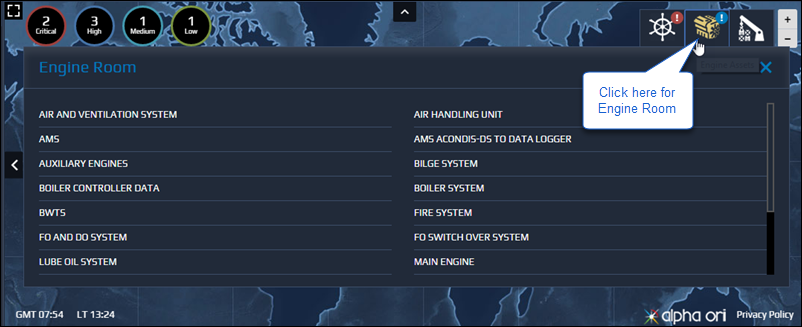 2 3 1 1
Critical High Medium Low
+
-
! !
Engine Room
Click here for
Engine Room
AIR AND VENTILATION SYSTEM
AIR HANDLING UNIT
AMS
AMS ACONDIS-DS TO DATA LOGGER
AUXILIARY ENGINES
BILGE SYSTEM
BOILER CONTROLLER DATA
BOILER SYSTEM
BWTS
FIRE SYSTEM
FO AND DO SYSTEM
FO SWITCH OVER SYSTEM
LUBE OIL SYSTEM
MAIN ENGINE
GMT 07:54 LT 13:24
alpha ori Privacy Policy